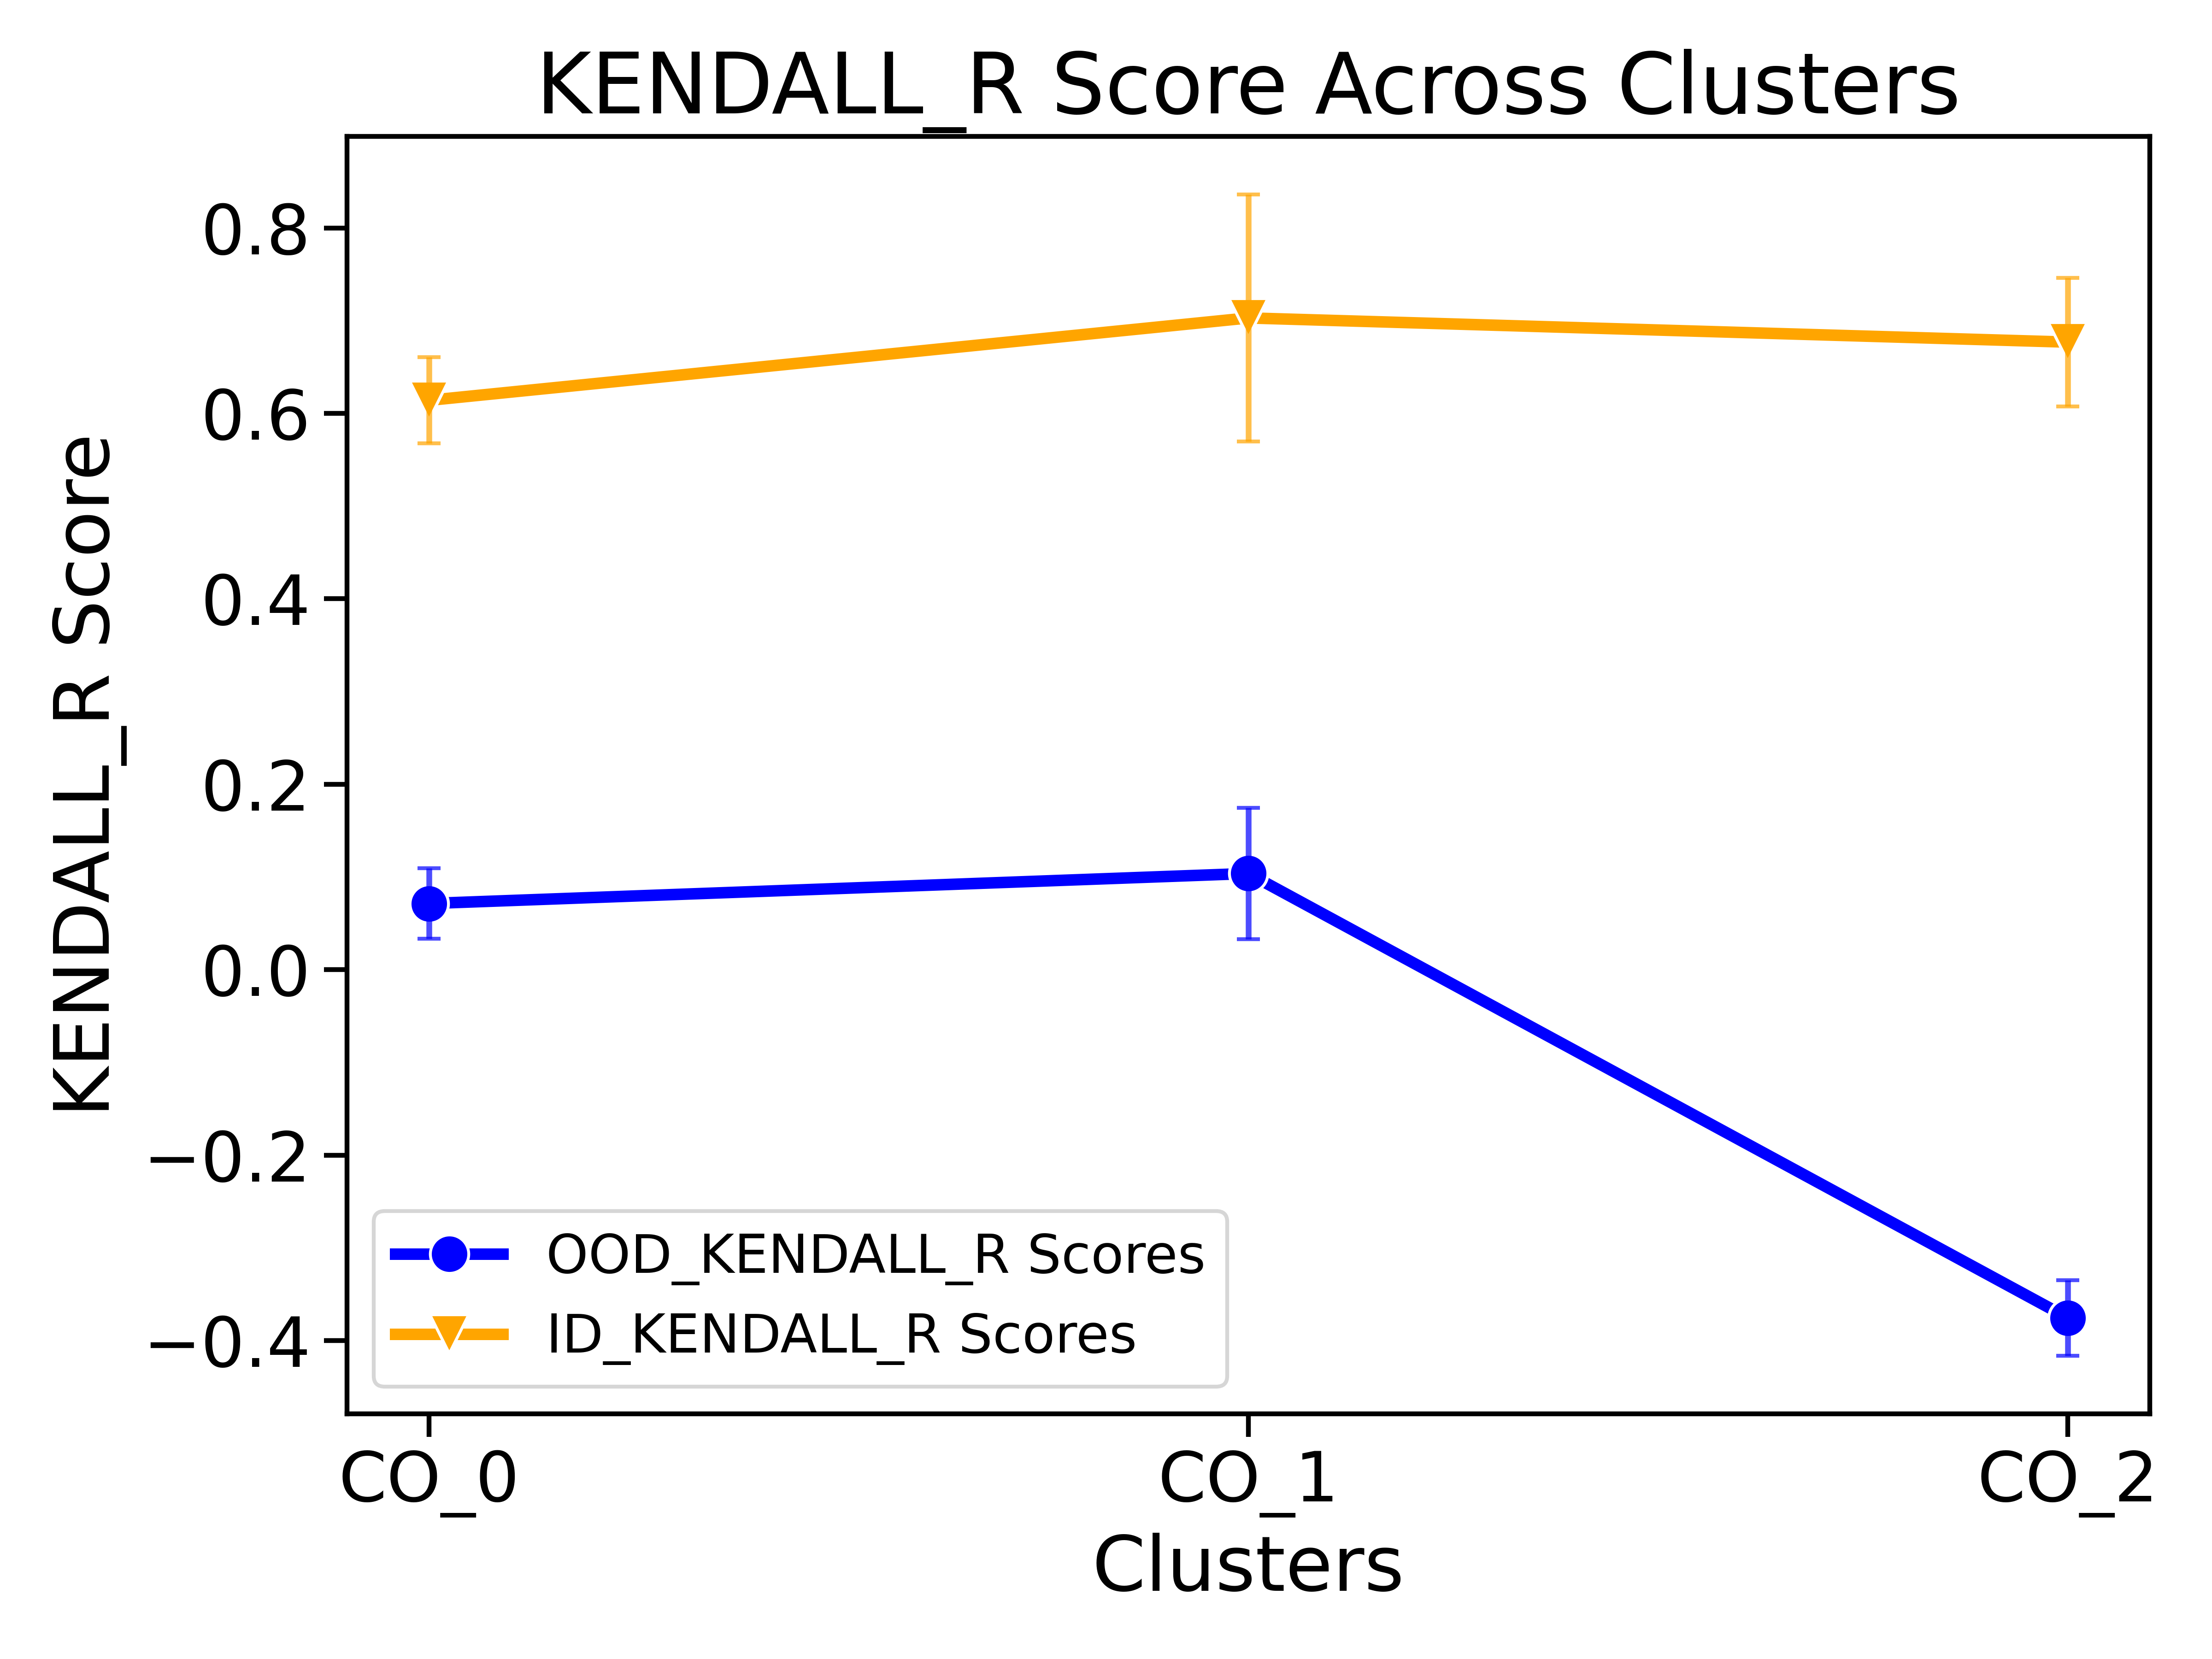 KENDALL_R Score Across Clusters
KENDALL_R Score
0.8
0.6
0.4
0.2
0.0
−0.2
−0.4
OOD_KENDALL_R Scores
ID_KENDALL_R Scores
CO_0
CO_1
CO_2
Clusters